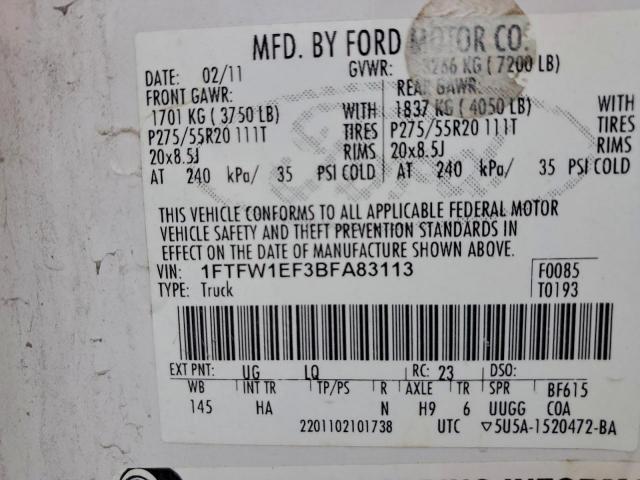 MFD. BY FORD MOTOR CO.
DATE: 02/11 GVWR: 3266 KG ( 7200 LB)
FRONT GAWR: REAR GAWR:
1701 KG ( 3750 LB) WITH 1837 KG ( 4050 LB) WITH
P275/55R20 111T TIRES P275/55R20 111T TIRES
20x8.5J RIMS 20x8.5J RIMS
AT 240 kPa/ 35 PSI COLD AT 240 kPa/ 35 PSI COLD
THIS VEHICLE CONFORMS TO ALL APPLICABLE FEDERAL MOTOR
VEHICLE SAFETY AND THEFT PREVENTION STANDARDS IN
EFFECT ON THE DATE OF MANUFACTURE SHOWN ABOVE.
VIN: 1FTFW1EF3BFA83113 F0085
TYPE: Truck T0193
EXT PNT: UG LQ RC: 23 DSO:
WB INT TR TP/PS R AXLE TR SPR BF615
145 HA N H9 6 UUGG COA
2201102101738 UTC ▽5U5A-1520472-BA